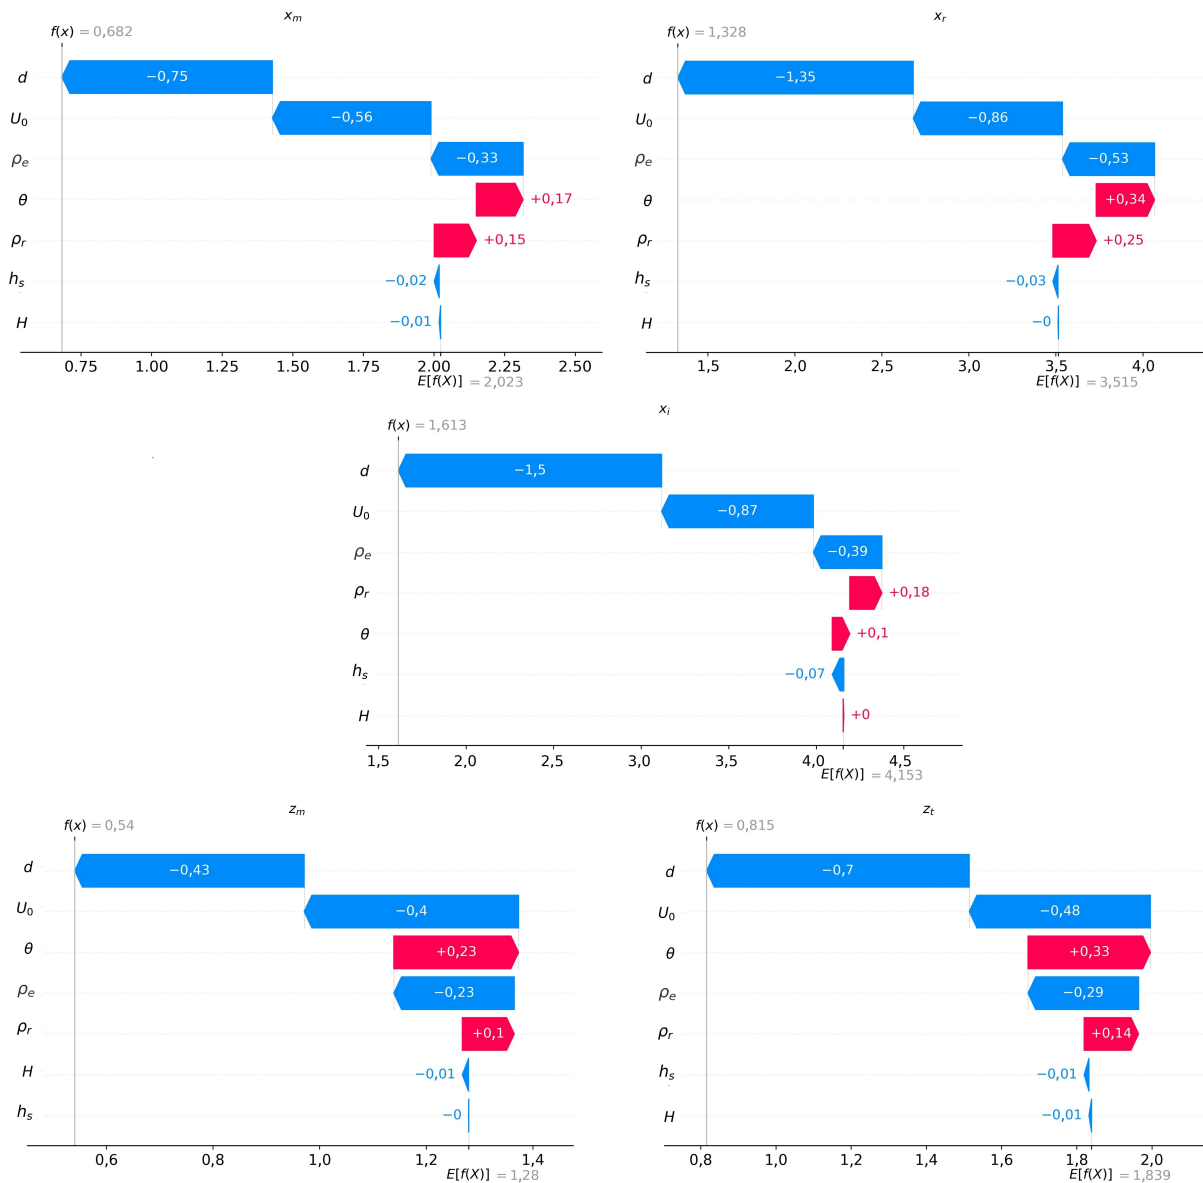 x_m
f(x) = 0,682
d −0,75
U_0 −0,56
ρ_e −0,33
θ +0,17
ρ_r +0,15
h_s −0,02
H −0,01
0.75 1.00 1.25 1.50 1.75 2.00 2.25 2.50
E[f(X)] = 2,023
x_r
f(x) = 1,328
d −1,35
U_0 −0,86
ρ_e −0,53
θ +0,34
ρ_r +0,25
h_s −0,03
H −0
1,5 2,0 2,5 3,0 3,5 4,0
E[f(X)] = 3,515
x_i
f(x) = 1,613
d −1,5
U_0 −0,87
ρ_e −0,39
ρ_r +0,18
θ +0,1
h_s −0,07
H +0
1,5 2,0 2,5 3,0 3,5 4,0 4,5
E[f(X)] = 4,153
z_m
f(x) = 0,54
d −0,43
U_0 −0,4
θ +0,23
ρ_e −0,23
ρ_r +0,1
H −0,01
h_s −0
0,6 0,8 1,0 1,2 1,4
E[f(X)] = 1,28
z_t
f(x) = 0,815
d −0,7
U_0 −0,48
θ +0,33
ρ_e −0,29
ρ_r +0,14
h_s −0,01
H −0,01
0,8 1,0 1,2 1,4 1,6 1,8 2,0
E[f(X)] = 1,839